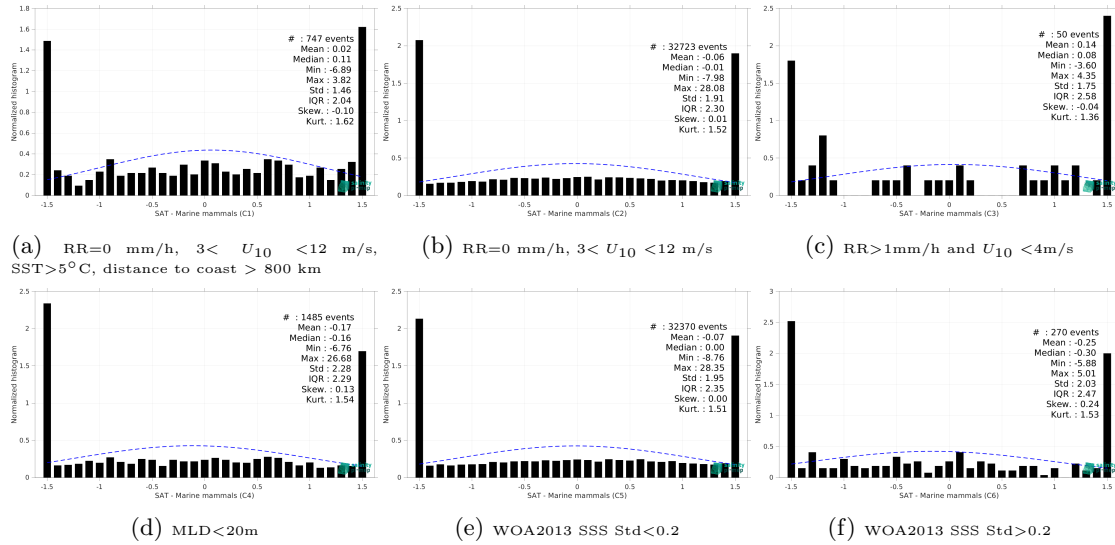 1.8
1.6
1.4
1.2
1
0.8
0.6
0.4
0.2
0
Normalized histogram
# : 747 events
Mean : 0.02
Median : 0.11
Min : -6.89
Max : 3.82
Std : 1.46
IQR : 2.04
Skew. : -0.10
Kurt. : 1.62
-1.5 -1 -0.5 0 0.5 1 1.5
SAT - Marine mammals (C1)
(a) RR=0 mm/h, 3< U10 <12 m/s,
SST>5°C, distance to coast > 800 km
2.5
2
1.5
1
0.5
0
Normalized histogram
# : 32723 events
Mean : -0.06
Median : -0.01
Min : -7.98
Max : 28.08
Std : 1.91
IQR : 2.30
Skew. : 0.01
Kurt. : 1.52
-1.5 -1 -0.5 0 0.5 1 1.5
SAT - Marine mammals (C2)
(b) RR=0 mm/h, 3< U10 <12 m/s
2.5
2
1.5
1
0.5
0
Normalized histogram
# : 50 events
Mean : 0.14
Median : 0.08
Min : -3.60
Max : 4.35
Std : 1.75
IQR : 2.58
Skew. : -0.04
Kurt. : 1.36
-1.5 -1 -0.5 0 0.5 1 1.5
SAT - Marine mammals (C3)
(c) RR>1mm/h and U10 <4m/s
2.5
2
1.5
1
0.5
0
Normalized histogram
# : 1485 events
Mean : -0.17
Median : -0.16
Min : -6.76
Max : 26.68
Std : 2.28
IQR : 2.29
Skew. : 0.13
Kurt. : 1.54
-1.5 -1 -0.5 0 0.5 1 1.5
SAT - Marine mammals (C4)
(d) MLD<20m
2.5
2
1.5
1
0.5
0
Normalized histogram
# : 32370 events
Mean : -0.07
Median : 0.00
Min : -8.76
Max : 28.35
Std : 1.95
IQR : 2.35
Skew. : 0.00
Kurt. : 1.51
-1.5 -1 -0.5 0 0.5 1 1.5
SAT - Marine mammals (C5)
(e) WOA2013 SSS Std<0.2
3
2.5
2
1.5
1
0.5
0
Normalized histogram
# : 270 events
Mean : -0.25
Median : -0.30
Min : -5.88
Max : 5.01
Std : 2.03
IQR : 2.47
Skew. : 0.24
Kurt. : 1.53
-1.5 -1 -0.5 0 0.5 1 1.5
SAT - Marine mammals (C6)
(f) WOA2013 SSS Std>0.2